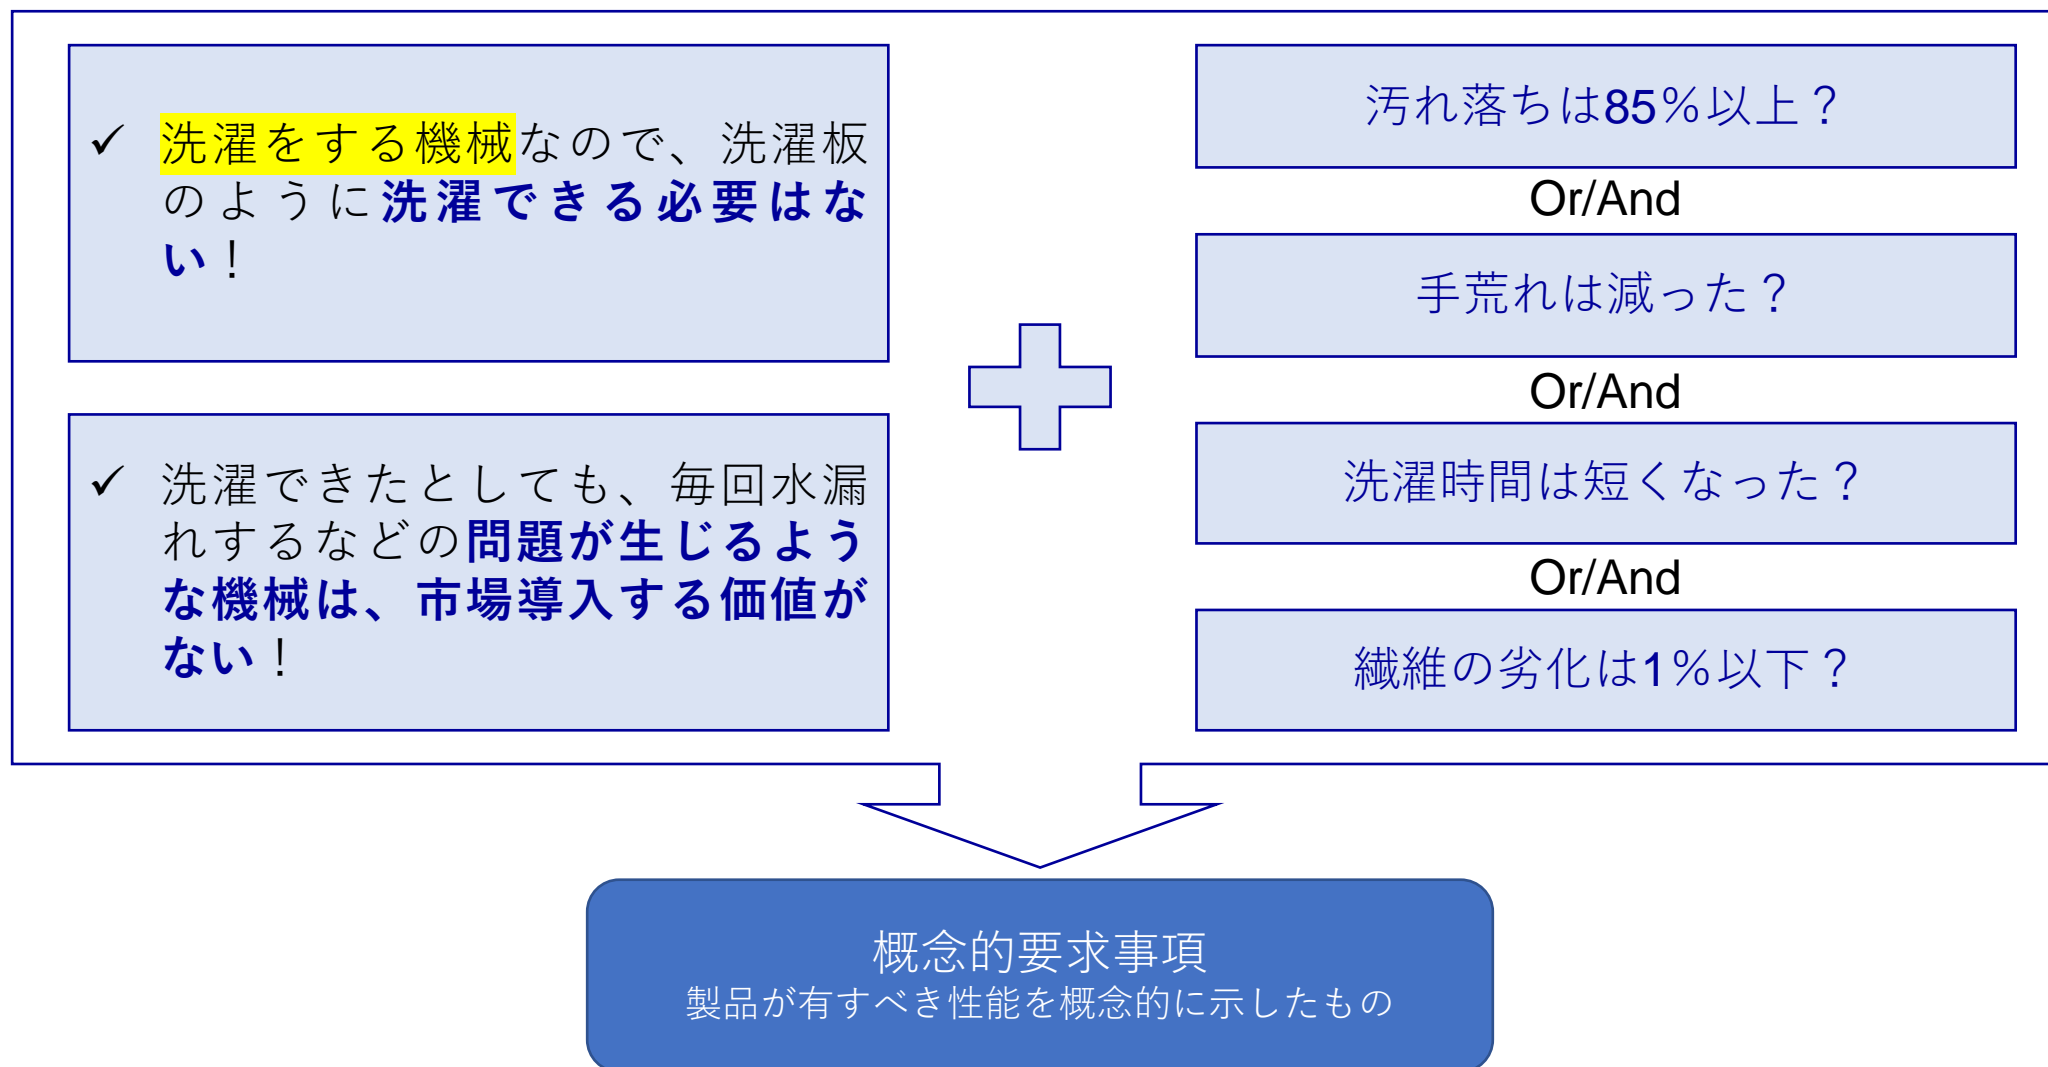 ✓ 洗濯をする機械なので、洗濯板
のように洗濯できる必要はな
い！
✓ 洗濯できたとしても、毎回水漏
れするなどの問題が生じるよう
な機械は、市場導入する価値が
ない！
汚れ落ちは85％以上？
Or/And
手荒れは減った？
Or/And
洗濯時間は短くなった？
Or/And
繊維の劣化は1％以下？
概念的要求事項
製品が有すべき性能を概念的に示したもの